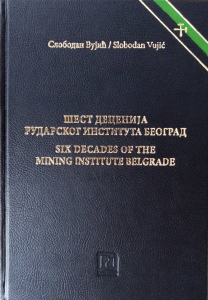 Слободан Вујић / Slobodan Vujić
ШЕСТ ДЕЦЕНИЈА
РУДАРСКОГ ИНСТИТУТА БЕОГРАД
SIX DECADES OF THE
MINING INSTITUTE BELGRADE